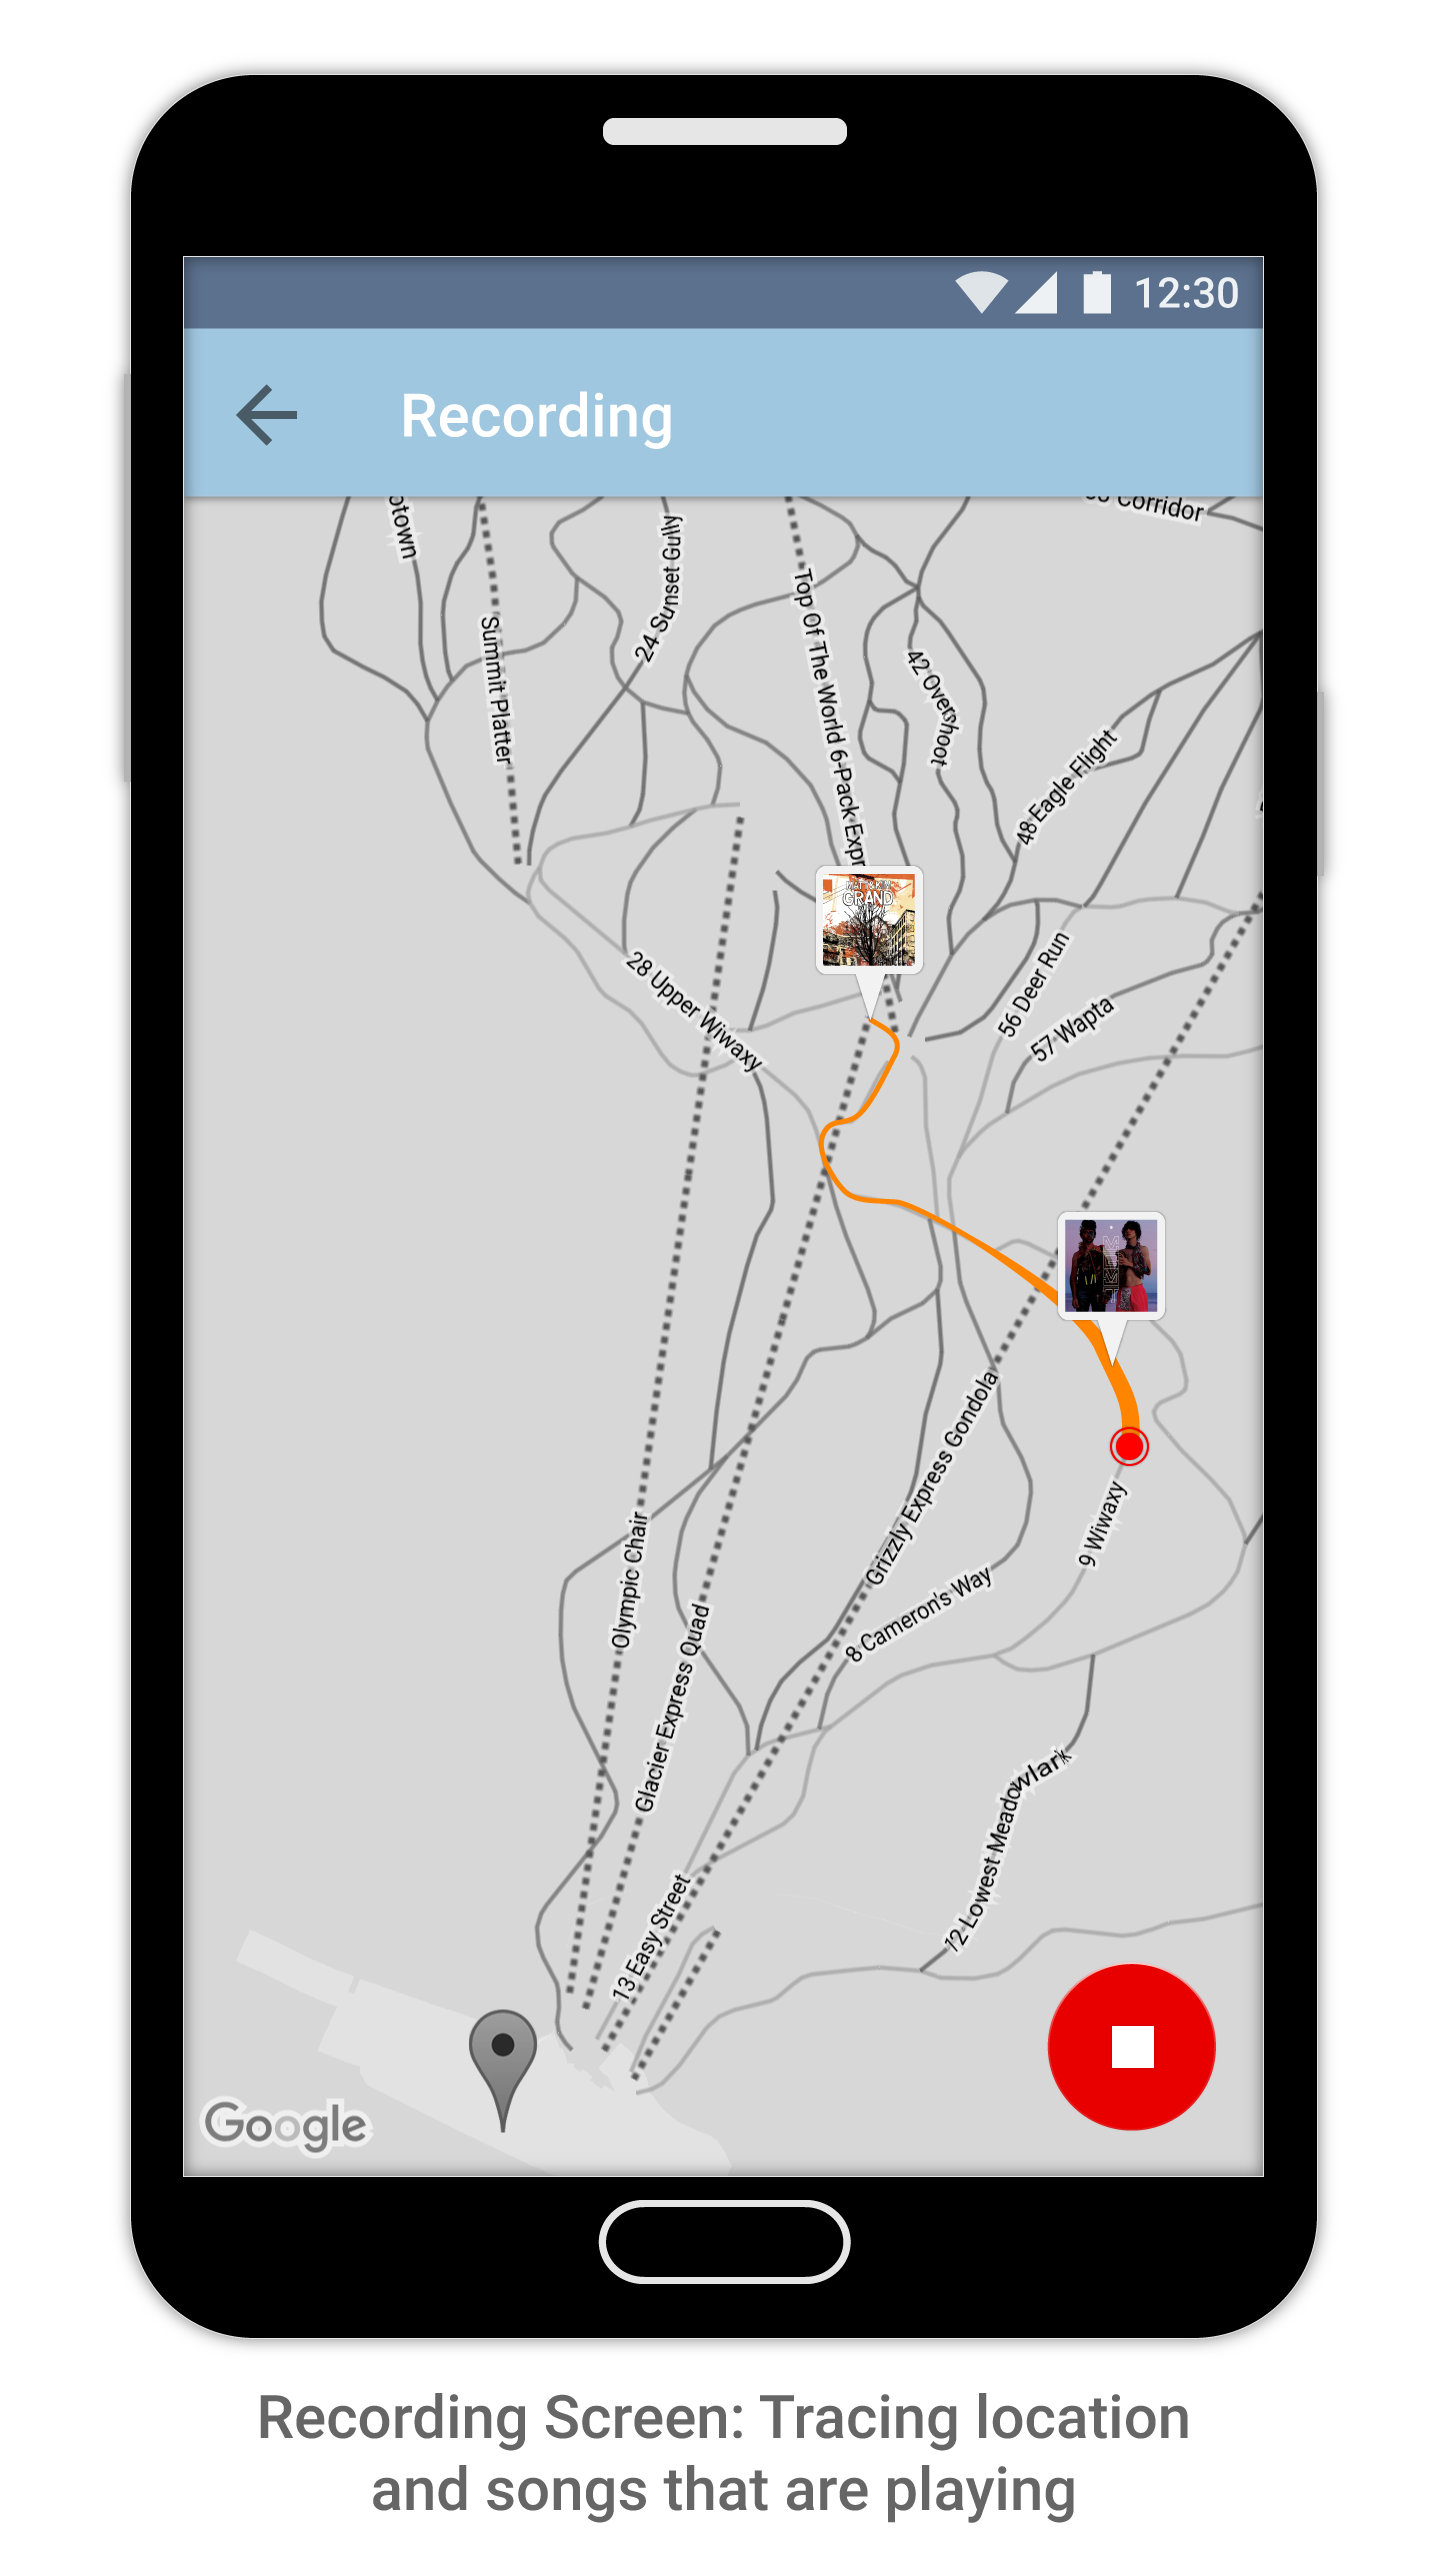 12:30
Recording
otown
Corridor
24 Sunset Gully
Summit Platter
Top Of The World 6-Pack Expr
42 Overshoot
48 Eagle Flight
GRAND
28 Upper Wiwaxy
56 Deer Run
57 Wapta
MGMT
Grizzly Express Gondola
9 Wiwaxy
Olympic Chair
8 Cameron's Way
Glacier Express Quad
12 Lowest Meadowlark
13 Easy Street
Google
Recording Screen: Tracing location
and songs that are playing